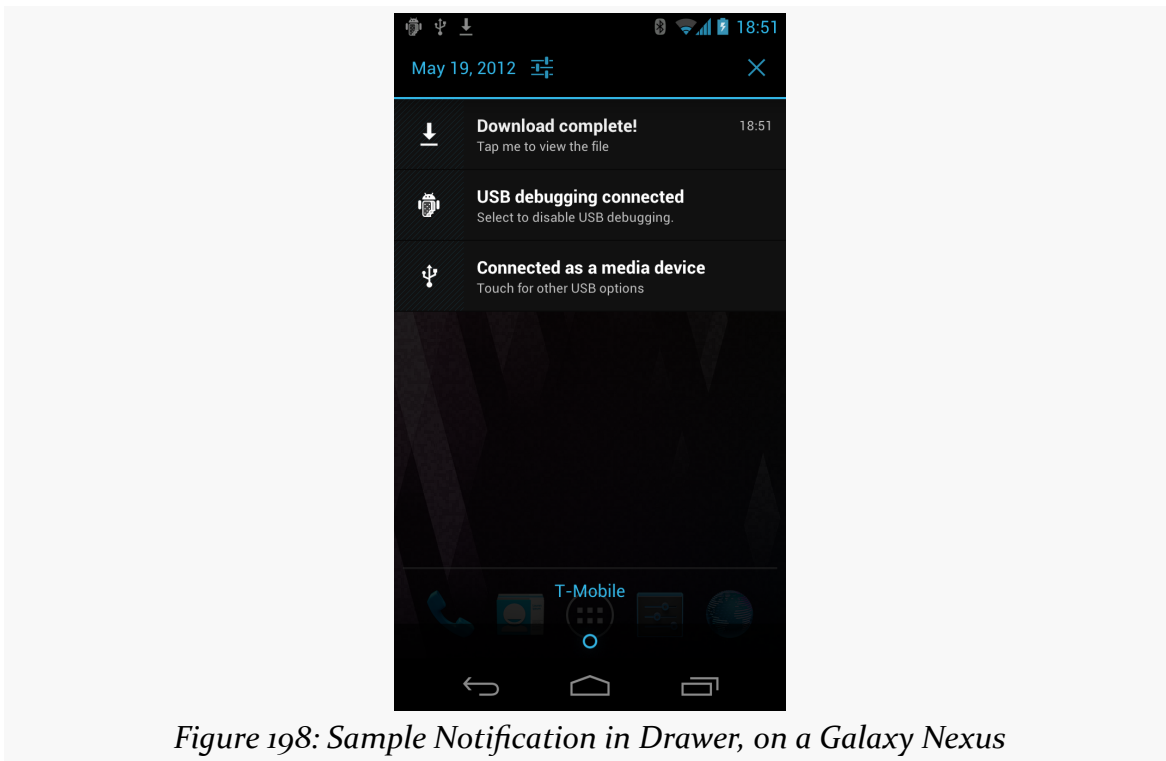 18:51
May 19, 2012
Download complete! 18:51
Tap me to view the file
USB debugging connected
Select to disable USB debugging.
Connected as a media device
Touch for other USB options
T-Mobile
Figure 198: Sample Notification in Drawer, on a Galaxy Nexus